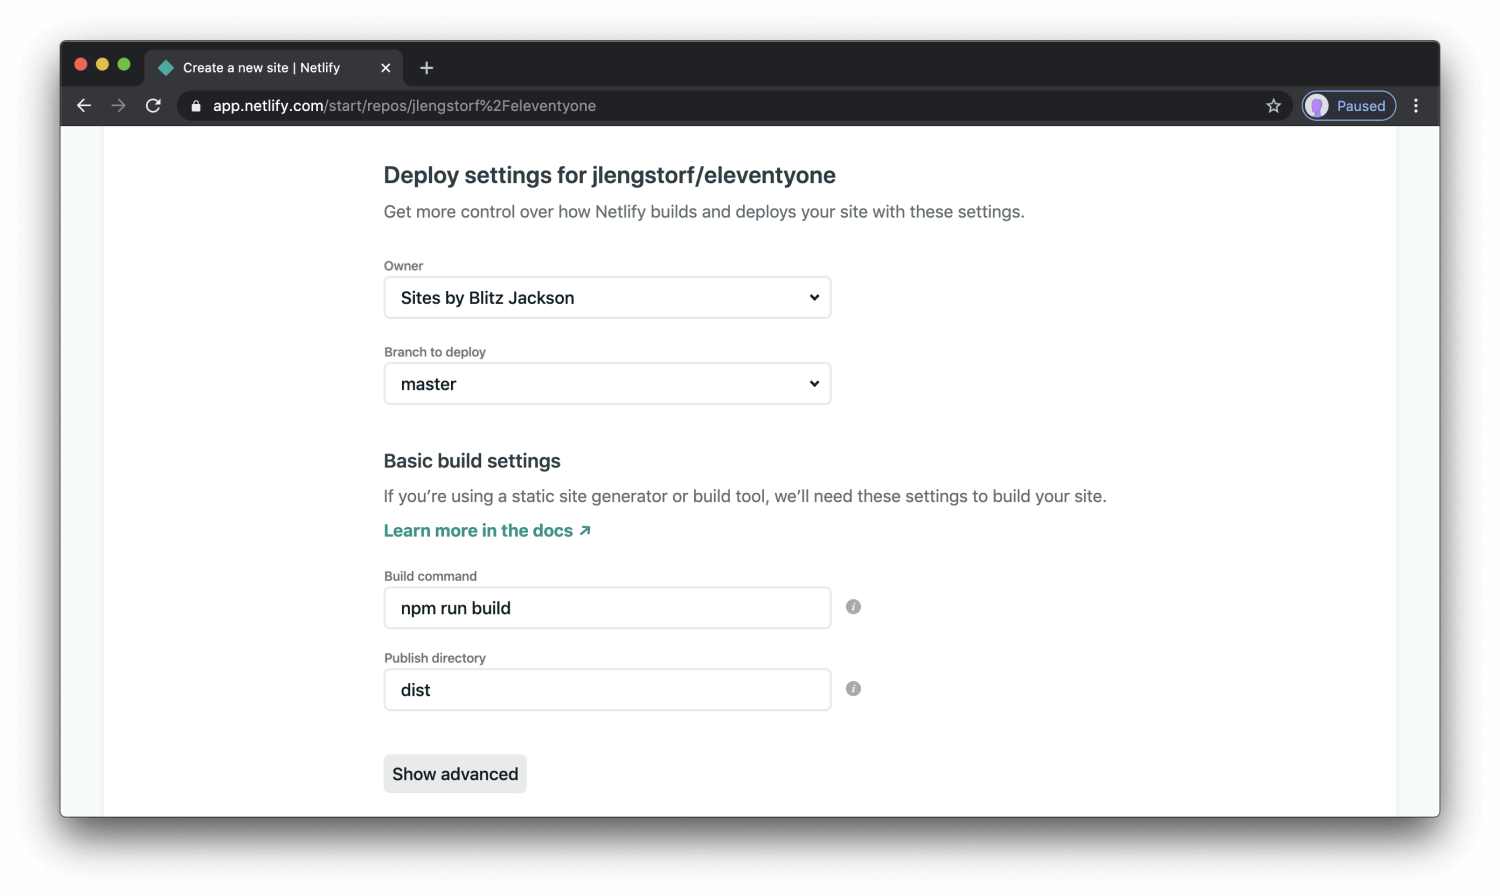 Create a new site | Netlify
app.netlify.com/start/repos/jlengstorf%2Feleventyone
Paused
Deploy settings for jlengstorf/eleventyone
Get more control over how Netlify builds and deploys your site with these settings.
Owner
Sites by Blitz Jackson
Branch to deploy
master
Basic build settings
If you’re using a static site generator or build tool, we’ll need these settings to build your site.
Learn more in the docs ↗
Build command
npm run build
Publish directory
dist
Show advanced